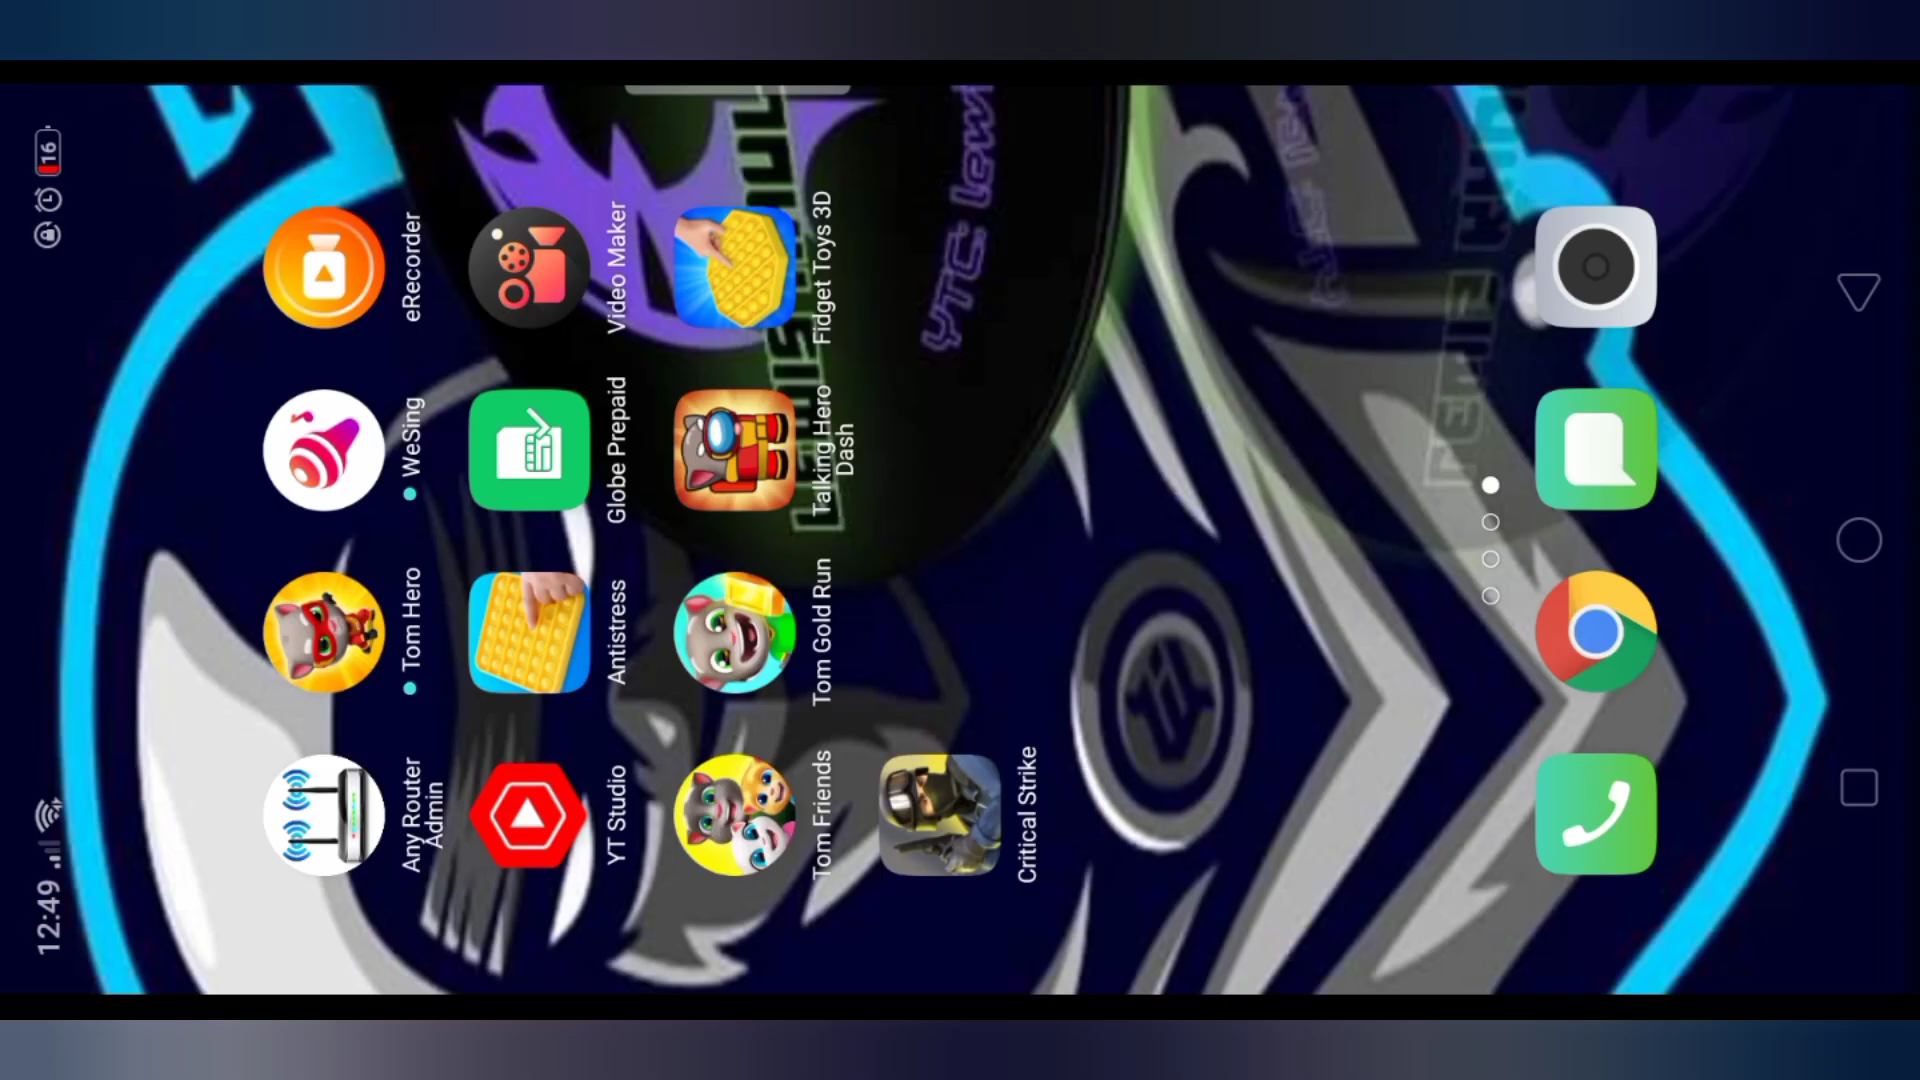 12:49
16
Any Router
Admin
Tom Hero
WeSing
eRecorder
YT Studio
Antistress
Globe Prepaid
Video Maker
Tom Friends
Tom Gold Run
Talking Hero
Dash
Fidget Toys 3D
Critical Strike
YTC